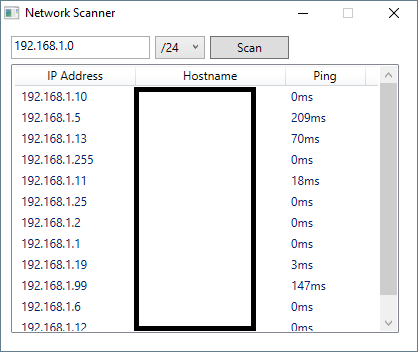 Network Scanner
192.168.1.0 /24 Scan
IP Address Hostname Ping
192.168.1.10 0ms
192.168.1.5 209ms
192.168.1.13 70ms
192.168.1.255 0ms
192.168.1.11 18ms
192.168.1.25 0ms
192.168.1.2 0ms
192.168.1.1 0ms
192.168.1.19 3ms
192.168.1.99 147ms
192.168.1.6 0ms
192.168.1.12 0ms